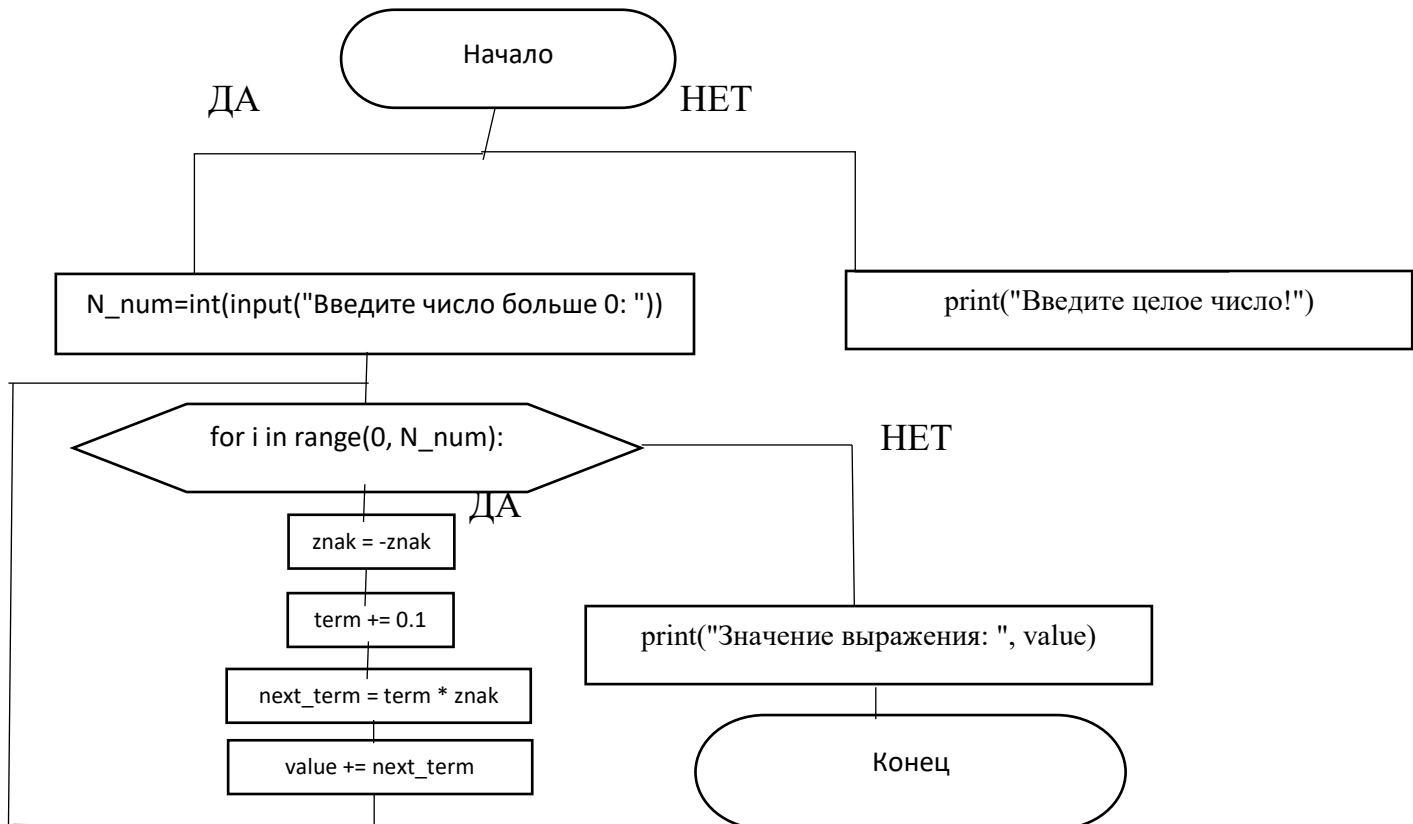 Начало
ДА
НЕТ
N_num=int(input("Введите число больше 0: "))
print("Введите целое число!")
for i in range(0, N_num):
НЕТ
ДА
znak = -znak
term += 0.1
print("Значение выражения: ", value)
next_term = term * znak
value += next_term
Конец